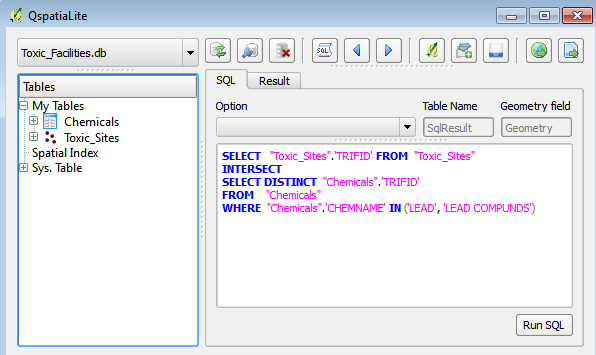 QspatiaLite
Toxic_Facilities.db
SQL
Tables
My Tables
Chemicals
Toxic_Sites
Spatial Index
Sys. Table
SQL Result
Option Table Name Geometry field
SqlResult Geometry
SELECT "Toxic_Sites".'TRIFID' FROM "Toxic_Sites"
INTERSECT
SELECT DISTINCT "Chemicals".'TRIFID'
FROM "Chemicals"
WHERE "Chemicals".'CHEMNAME' IN ('LEAD', 'LEAD COMPUNDS')
Run SQL